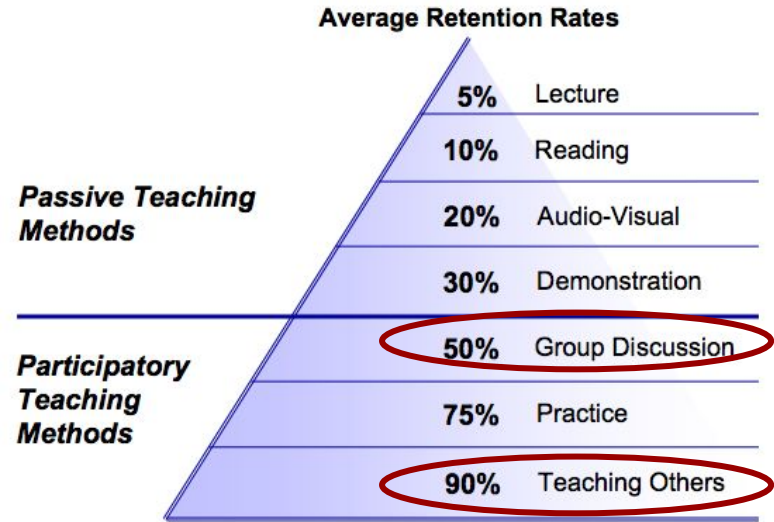 Average Retention Rates
5% Lecture
10% Reading
Passive Teaching
Methods
20% Audio-Visual
30% Demonstration
50% Group Discussion
Participatory
Teaching
Methods
75% Practice
90% Teaching Others